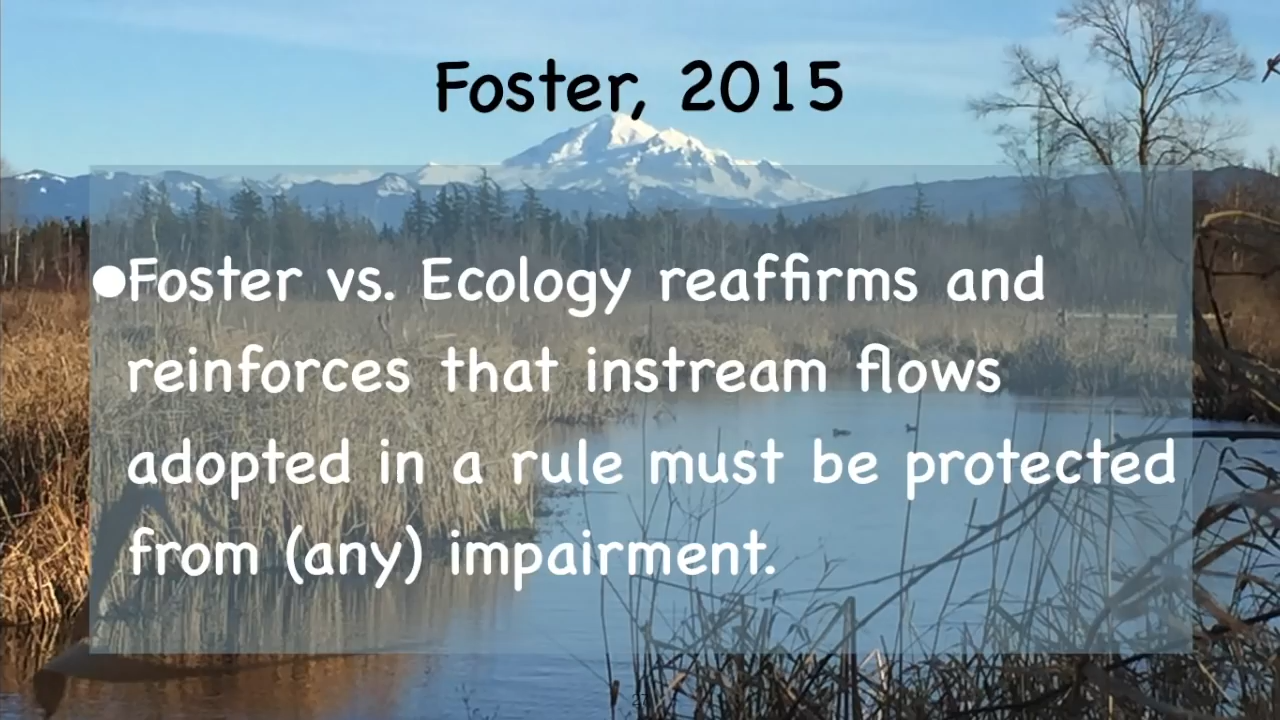 Foster, 2015
●Foster vs. Ecology reaffirms and
reinforces that instream flows
adopted in a rule must be protected
from (any) impairment.